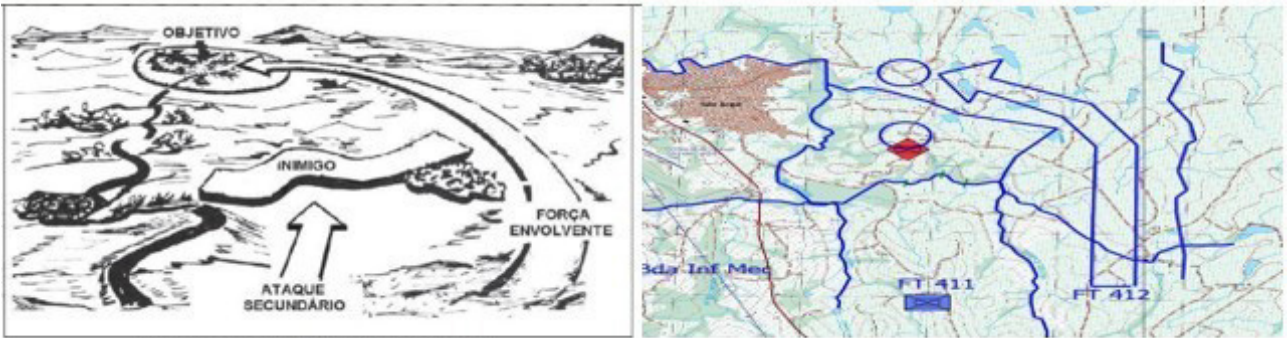 OBJETIVO
INIMIGO
FORÇA
ENVOLVENTE
ATAQUE
SECUNDÁRIO
Bda Inf Mec
FT 411
FT 412